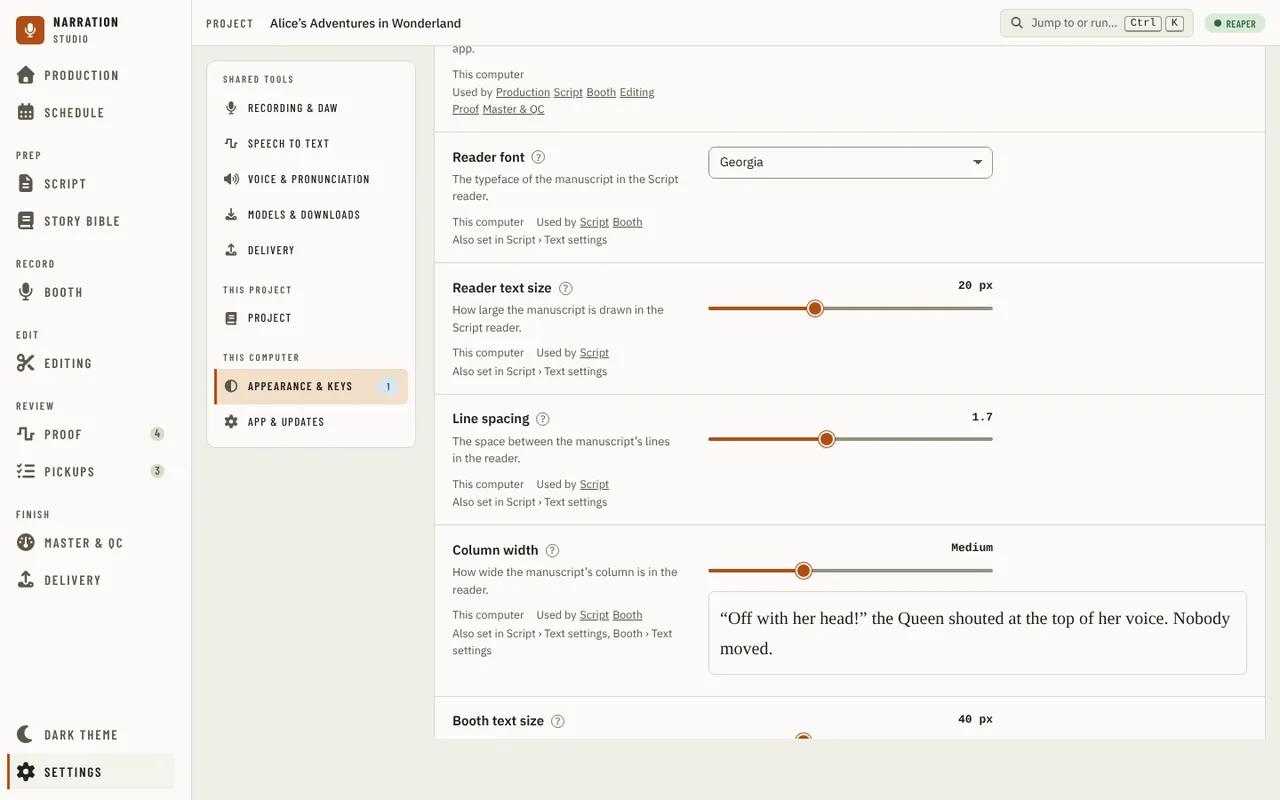 NARRATION
STUDIO
PRODUCTION
SCHEDULE
PREP
SCRIPT
STORY BIBLE
RECORD
BOOTH
EDIT
EDITING
REVIEW
PROOF 4
PICKUPS 3
FINISH
MASTER & QC
DELIVERY
DARK THEME
SETTINGS
PROJECT Alice’s Adventures in Wonderland
Jump to or run... Ctrl K
REAPER
SHARED TOOLS
RECORDING & DAW
SPEECH TO TEXT
VOICE & PRONUNCIATION
MODELS & DOWNLOADS
DELIVERY
THIS PROJECT
PROJECT
THIS COMPUTER
APPEARANCE & KEYS 1
APP & UPDATES
app.
This computer
Used by Production Script Booth Editing
Proof Master & QC
Reader font ?
The typeface of the manuscript in the Script
reader.
This computer Used by Script Booth
Also set in Script › Text settings
Georgia
Reader text size ?
How large the manuscript is drawn in the
Script reader.
This computer Used by Script
Also set in Script › Text settings
20 px
Line spacing ?
The space between the manuscript’s lines
in the reader.
This computer Used by Script
Also set in Script › Text settings
1.7
Column width ?
How wide the manuscript’s column is in the
reader.
This computer Used by Script Booth
Also set in Script › Text settings, Booth › Text
settings
Medium
“Off with her head!” the Queen shouted at the top of her voice. Nobody
moved.
Booth text size ?
40 px